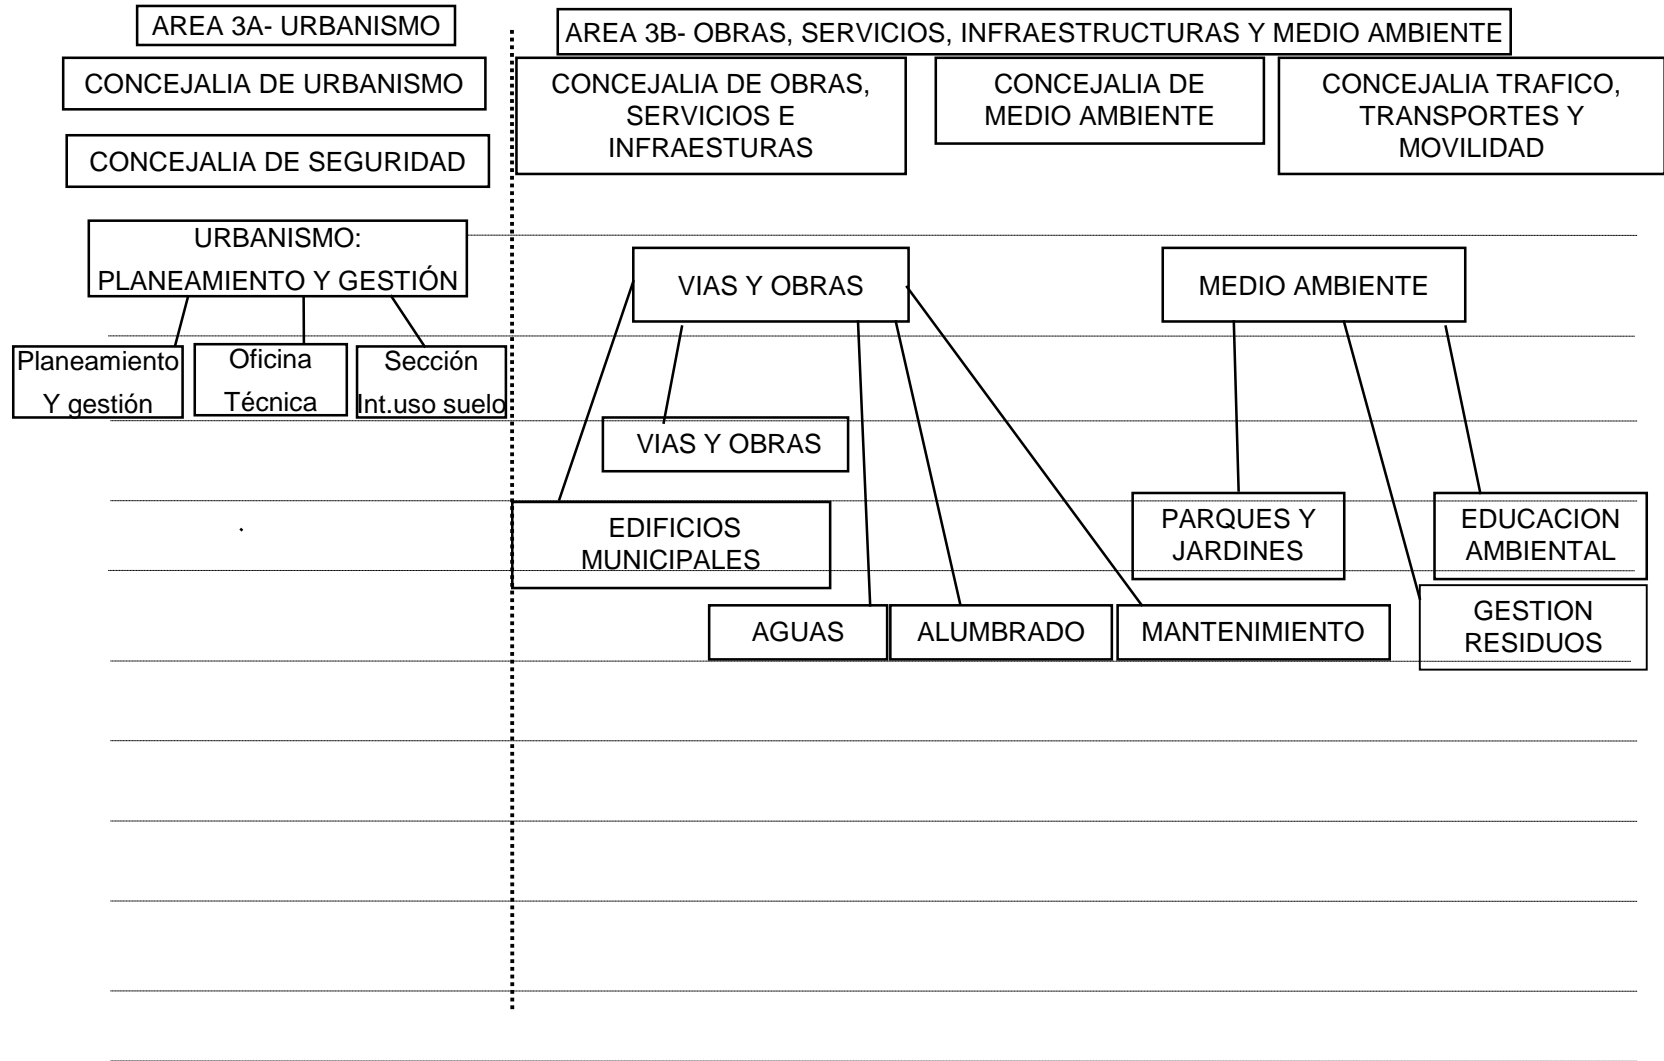 AREA 3A- URBANISMO
AREA 3B- OBRAS, SERVICIOS, INFRAESTRUCTURAS Y MEDIO AMBIENTE
CONCEJALIA DE URBANISMO
CONCEJALIA DE SEGURIDAD
CONCEJALIA DE OBRAS,
SERVICIOS E
INFRAESTURAS
CONCEJALIA DE
MEDIO AMBIENTE
CONCEJALIA TRAFICO,
TRANSPORTES Y
MOVILIDAD
URBANISMO:
PLANEAMIENTO Y GESTIÓN
VIAS Y OBRAS
MEDIO AMBIENTE
Planeamiento
Y gestión
Oficina
Técnica
Sección
Int.uso suelo
VIAS Y OBRAS
EDIFICIOS
MUNICIPALES
PARQUES Y
JARDINES
EDUCACION
AMBIENTAL
AGUAS
ALUMBRADO
MANTENIMIENTO
GESTION
RESIDUOS